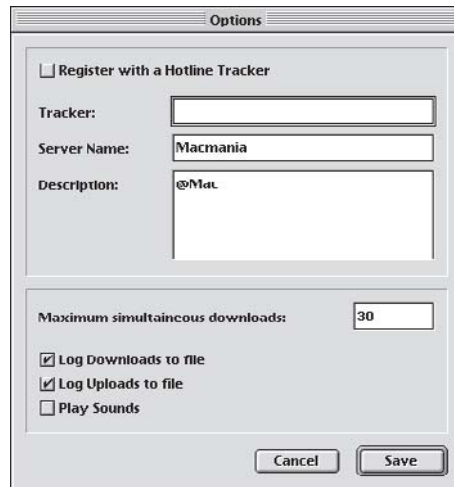 Options
Register with a Hotline Tracker
Tracker:
Server Name: Macmania
Description: @Mac
Maximum simultaineous downloads: 30
Log Downloads to file
Log Uploads to file
Play Sounds
Cancel Save